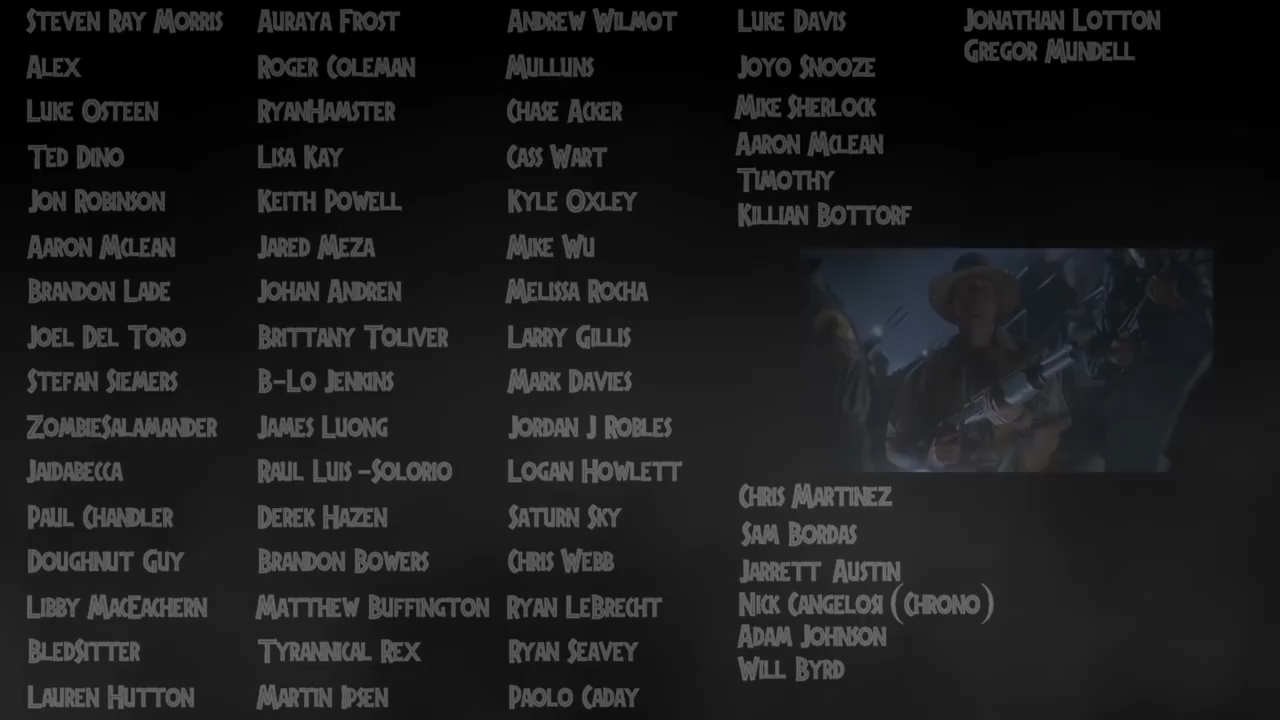 Steven Ray Morris
Alex
Luke Osteen
Ted Dino
Jon Robinson
Aaron Mclean
Brandon Lade
Joel Del Toro
Stefan Siemers
ZombieSalamander
Jaidabecca
Paul Chandler
Doughnut Guy
Libby MacEachern
BledSitter
Lauren Hutton
Auraya Frost
Roger Coleman
RyanHamster
Lisa Kay
Keith Powell
Jared Meza
Johan Andren
Brittany Toliver
B-Lo Jenkins
James Luong
Raul Luis -Solorio
Derek Hazen
Brandon Bowers
Matthew Buffington
Tyrannical Rex
Martin Ipsen
Andrew Wilmot
Mulluns
Chase Acker
Cass Wart
Kyle Oxley
Mike Wu
Melissa Rocha
Larry Gillis
Mark Davies
Jordan J Robles
Logan Howlett
Saturn Sky
Chris Webb
Ryan LeBrecht
Ryan Seavey
Paolo Caday
Luke Davis
Joyo Snooze
Mike Sherlock
Aaron Mclean
Timothy
Killian Bottorf
Chris Martinez
Sam Bordas
Jarrett Austin
Nick Cangelosi (Chrono)
Adam Johnson
Will Byrd
Jonathan Lotton
Gregor Mundell